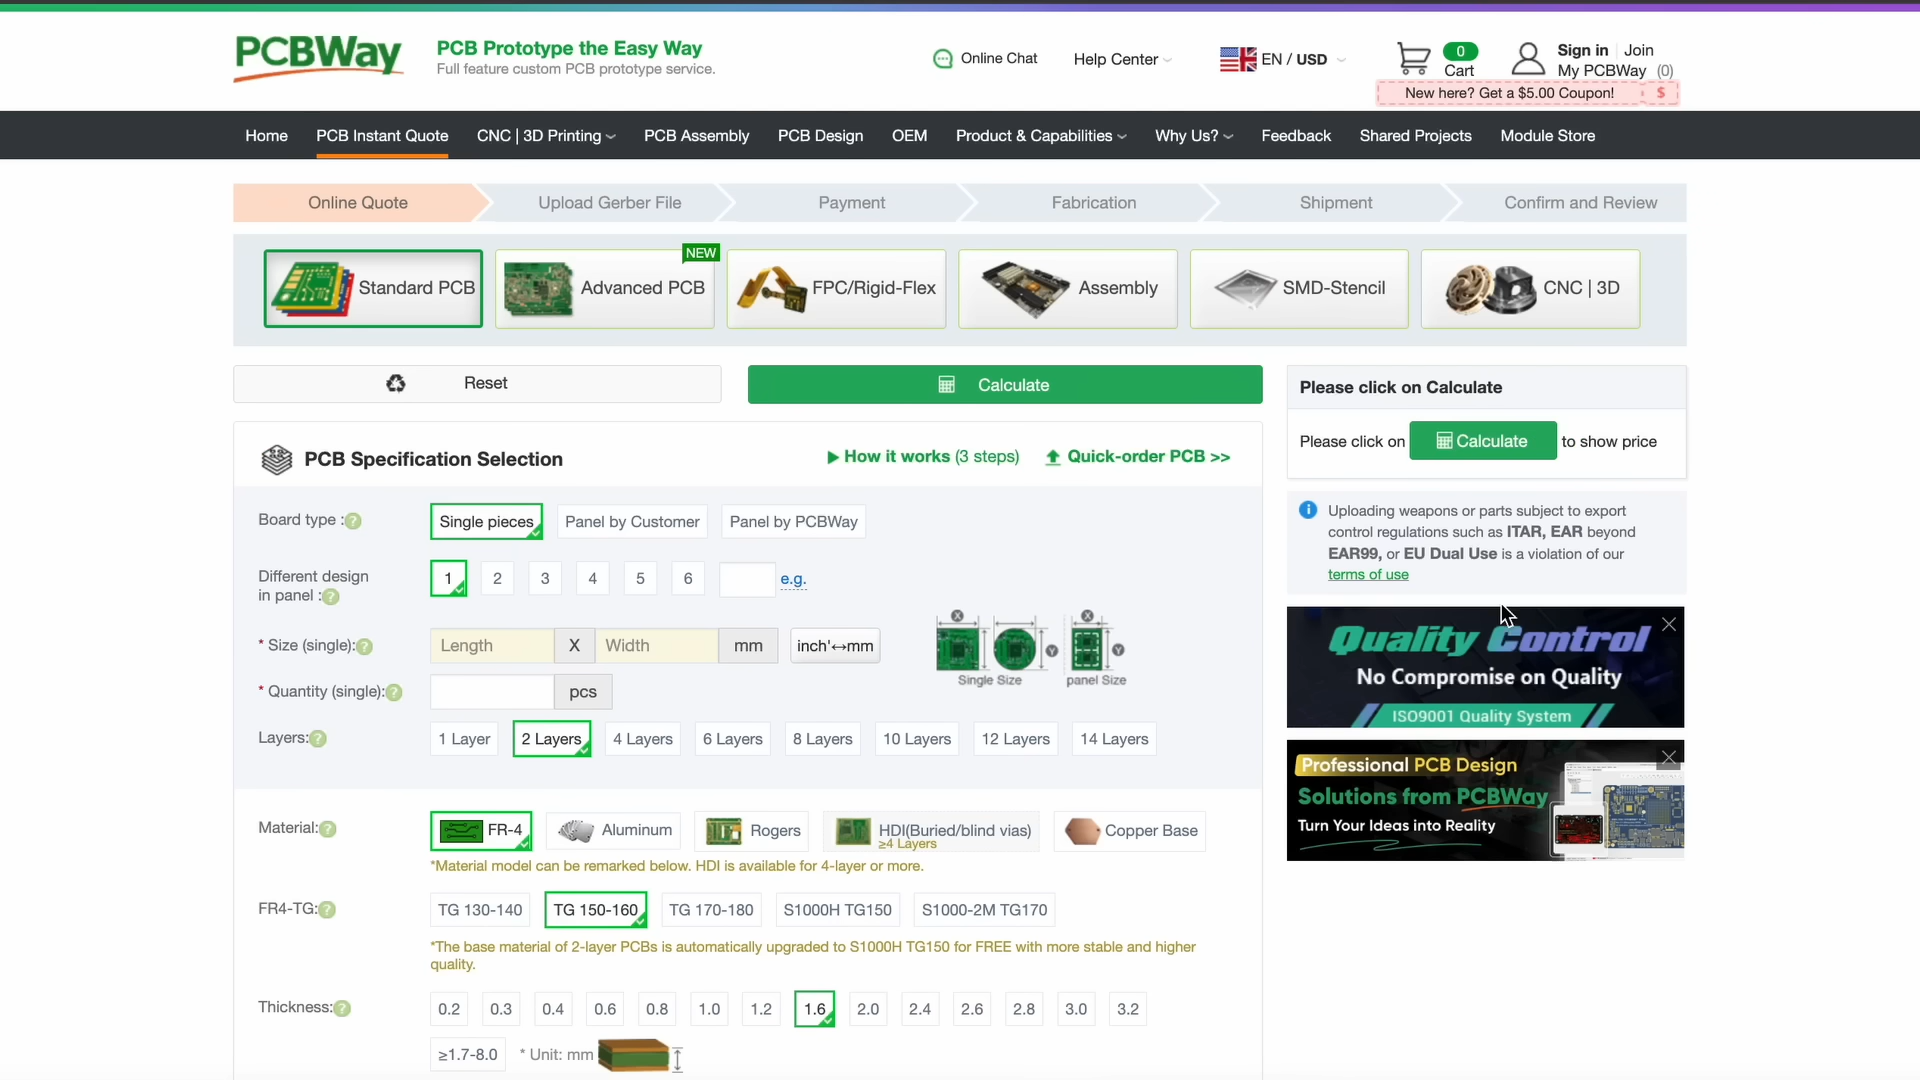 PCBWay
PCB Prototype the Easy Way
Full feature custom PCB prototype service.
Online Chat
Help Center
EN / USD
0
Cart
Sign in
Join
My PCBWay (0)
New here? Get a $5.00 Coupon!
$
Home
PCB Instant Quote
CNC | 3D Printing
PCB Assembly
PCB Design
OEM
Product & Capabilities
Why Us?
Feedback
Shared Projects
Module Store
Online Quote
Upload Gerber File
Payment
Fabrication
Shipment
Confirm and Review
Standard PCB
NEW
Advanced PCB
FPC/Rigid-Flex
Assembly
SMD-Stencil
CNC | 3D
Reset
Calculate
Please click on Calculate
Please click on
Calculate
to show price
PCB Specification Selection
How it works (3 steps)
Quick-order PCB >>
Board type :?
Single pieces
Panel by Customer
Panel by PCBWay
Different design
in panel :?
1
2
3
4
5
6
e.g.
* Size (single):?
Length
X
Width
mm
inch'↔mm
X
Y
X
Y
Single Size
panel Size
* Quantity (single):?
pcs
Layers:?
1 Layer
2 Layers
4 Layers
6 Layers
8 Layers
10 Layers
12 Layers
14 Layers
Material:?
FR-4
Aluminum
Rogers
HDI(Buried/blind vias)
≥4 Layers
Copper Base
*Material model can be remarked below. HDI is available for 4-layer or more.
FR4-TG:?
TG 130-140
TG 150-160
TG 170-180
S1000H TG150
S1000-2M TG170
*The base material of 2-layer PCBs is automatically upgraded to S1000H TG150 for FREE with more stable and higher
quality.
Thickness:?
0.2
0.3
0.4
0.6
0.8
1.0
1.2
1.6
2.0
2.4
2.6
2.8
3.0
3.2
≥1.7-8.0
* Unit: mm
Uploading weapons or parts subject to export
control regulations such as ITAR, EAR beyond
EAR99, or EU Dual Use is a violation of our
terms of use
Quality Control
No Compromise on Quality
ISO9001 Quality System
Professional PCB Design
Solutions from PCBWay
Turn Your Ideas into Reality